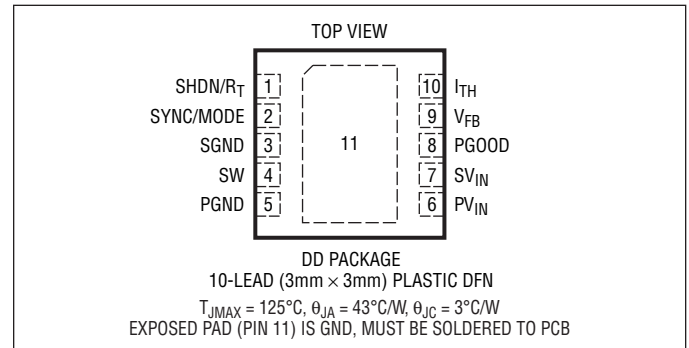 TOP VIEW
SHDN/RT 1 10 ITH
SYNC/MODE 2 9 VFB
SGND 3 11 8 PGOOD
SW 4 7 SVIN
PGND 5 6 PVIN
DD PACKAGE
10-LEAD (3mm × 3mm) PLASTIC DFN
TJMAX = 125°C, θJA = 43°C/W, θJC = 3°C/W
EXPOSED PAD (PIN 11) IS GND, MUST BE SOLDERED TO PCB